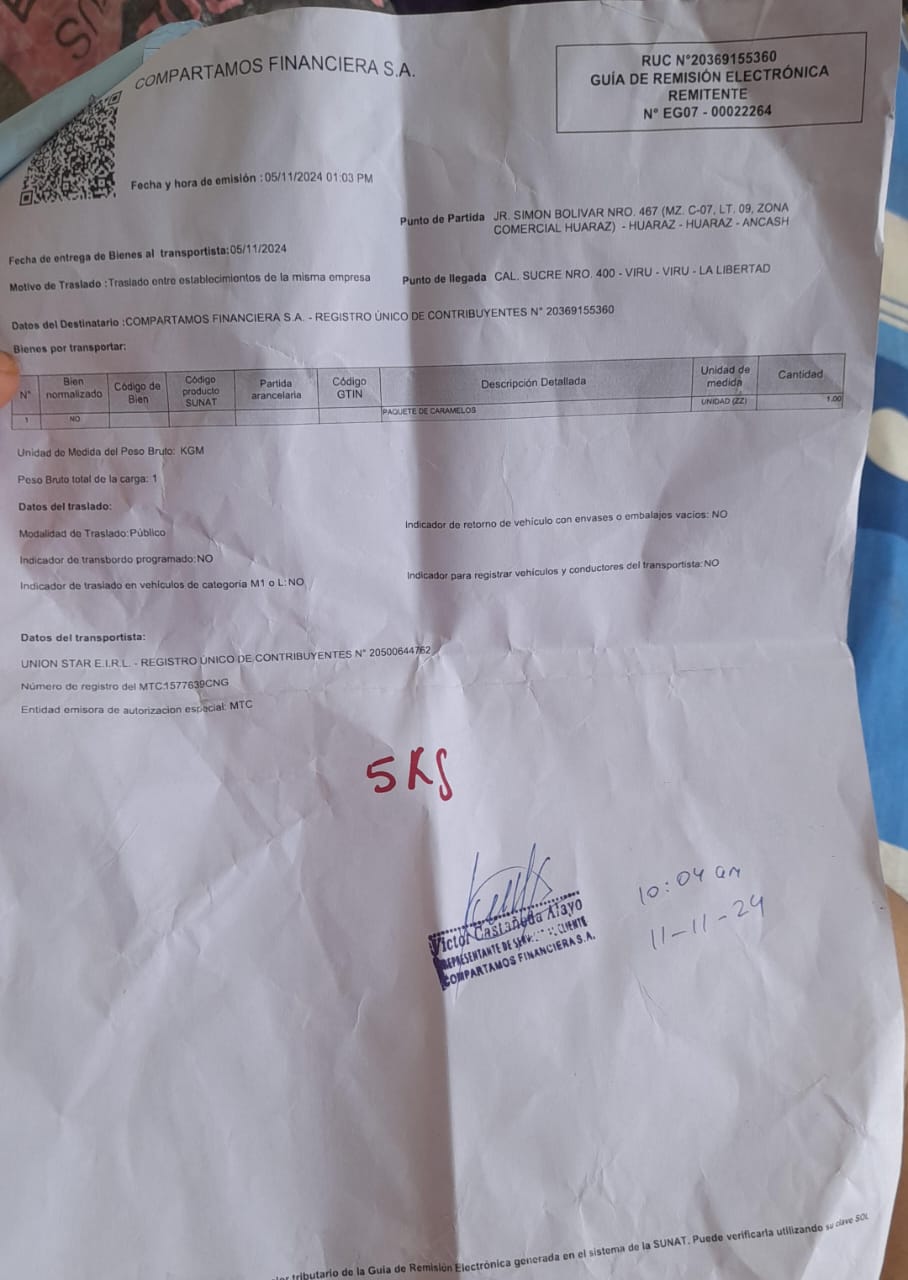 COMPARTAMOS FINANCIERA S.A.
RUC N°20369155360
GUÍA DE REMISIÓN ELECTRÓNICA
REMITENTE
N° EG07 - 00022264
Fecha y hora de emisión : 05/11/2024 01:03 PM
Punto de Partida JR. SIMON BOLIVAR NRO. 467 (MZ. C-07, LT. 09, ZONA
COMERCIAL HUARAZ) - HUARAZ - HUARAZ - ANCASH
Fecha de entrega de Bienes al transportista:05/11/2024
Motivo de Traslado :Traslado entre establecimientos de la misma empresa
Punto de llegada CAL. SUCRE NRO. 400 - VIRU - VIRU - LA LIBERTAD
Datos del Destinatario :COMPARTAMOS FINANCIERA S.A. - REGISTRO ÚNICO DE CONTRIBUYENTES N° 20369155360
Bienes por transportar:
N° Bien normalizado Código de Bien Código producto SUNAT Partida arancelaria Código GTIN Descripción Detallada Unidad de medida Cantidad
1 NO PAQUETE DE CARAMELOS UNIDAD (ZZ) 1.00
Unidad de Medida del Peso Bruto: KGM
Peso Bruto total de la carga: 1
Datos del traslado:
Modalidad de Traslado:Público
Indicador de retorno de vehículo con envases o embalajes vacíos: NO
Indicador de transbordo programado:NO
Indicador de traslado en vehículos de categoría M1 o L:NO
Indicador para registrar vehículos y conductores del transportista:NO
Datos del transportista:
UNION STAR E.I.R.L. - REGISTRO ÚNICO DE CONTRIBUYENTES N° 20500644762
Número de registro del MTC:1577639CNG
Entidad emisora de autorización especial: MTC
5 KG
10:04 am
11-11-24
Victor Castañeda Alayo
REPRESENTANTE DE CLIENTE
COMPARTAMOS FINANCIERA S.A.
tributario de la Guía de Remisión Electrónica generada en el sistema de la SUNAT. Puede verificarla utilizando su clave SOL